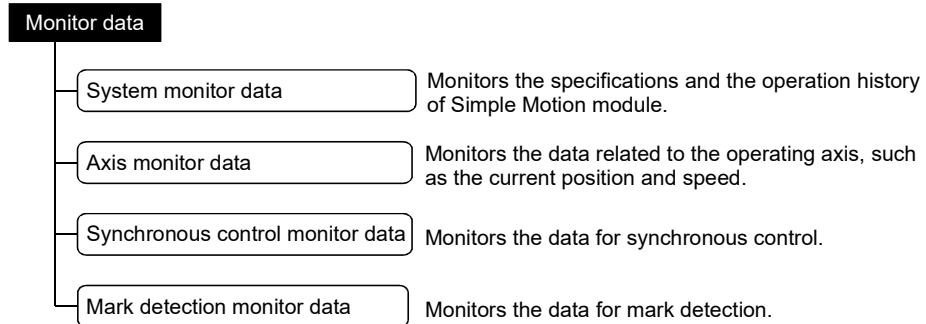 Monitor data
System monitor data
Monitors the specifications and the operation history
of Simple Motion module.
Axis monitor data
Monitors the data related to the operating axis, such
as the current position and speed.
Synchronous control monitor data
Monitors the data for synchronous control.
Mark detection monitor data
Monitors the data for mark detection.